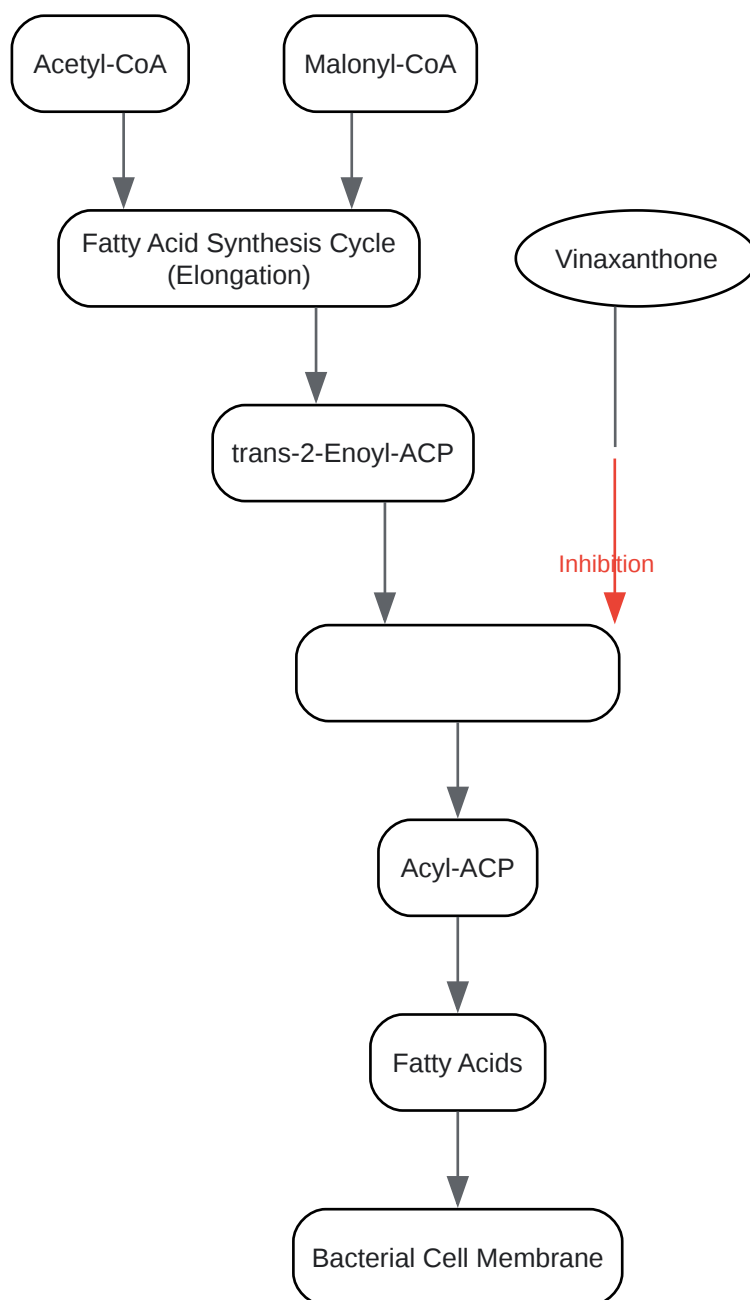 Acetyl-CoA
Malonyl-CoA
Fatty Acid Synthesis Cycle
(Elongation)
Vinaxanthone
trans-2-Enoyl-ACP
Inhibition
Acyl-ACP
Fatty Acids
Bacterial Cell Membrane